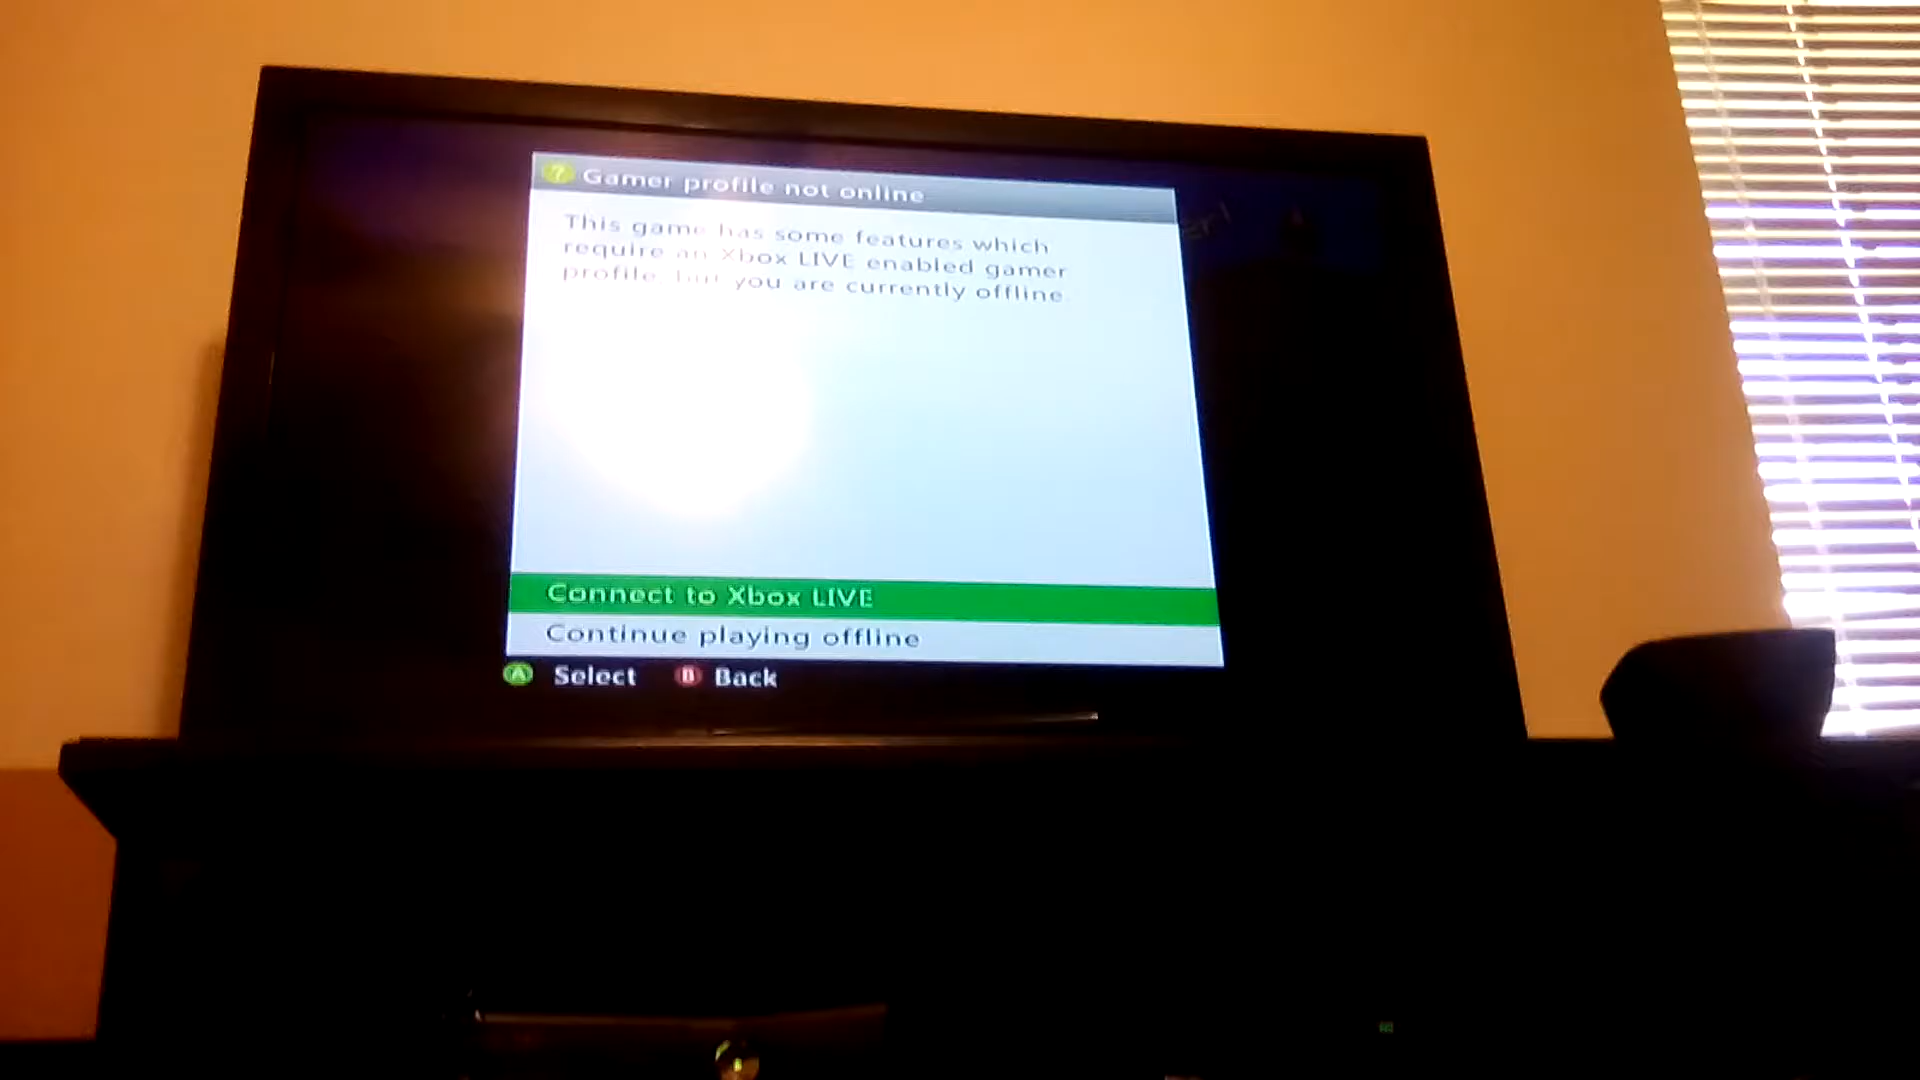 ? Gamer profile not online
This game has some features which
require an Xbox LIVE enabled gamer
profile, but you are currently offline.
Connect to Xbox LIVE
Continue playing offline
A Select B Back